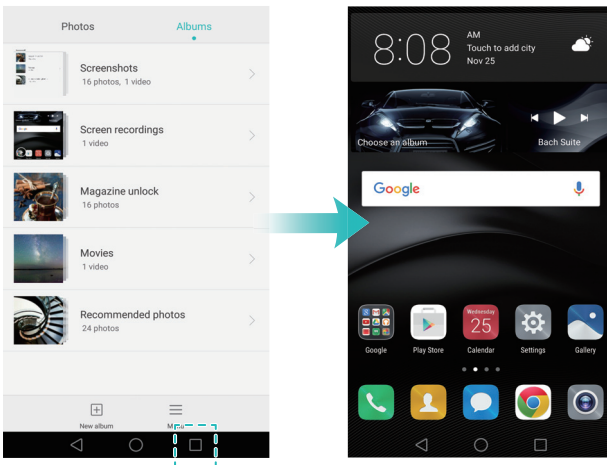 Photos Albums
Screenshots
16 photos, 1 video
Screen recordings
1 video
Magazine unlock
16 photos
Movies
1 video
Recommended photos
24 photos
New album
8:08
AM
Touch to add city
Nov 25
Choose an album
Bach Suite
Google
Wednesday
25
Google Play Store Calendar Settings Gallery